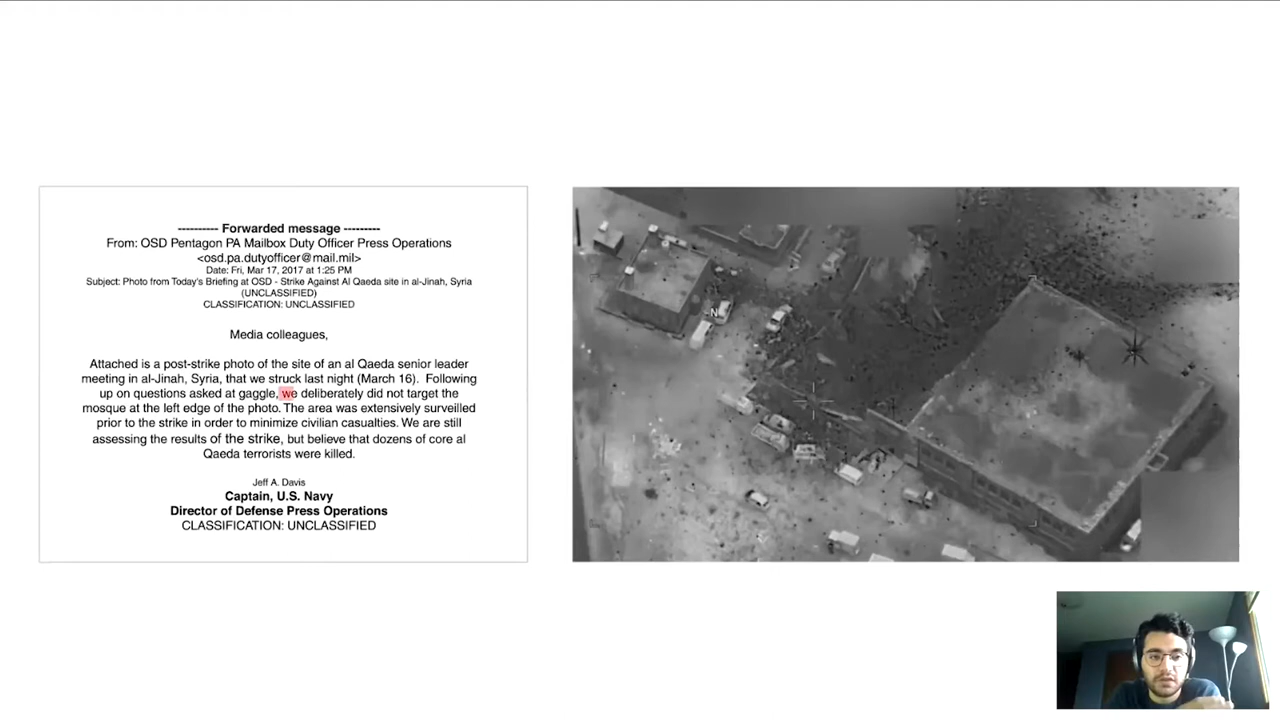 ---------- Forwarded message ---------
From: OSD Pentagon PA Mailbox Duty Officer Press Operations
<osd.pa.dutyofficer@mail.mil>
Date: Fri, Mar 17, 2017 at 1:25 PM
Subject: Photo from Today's Briefing at OSD - Strike Against Al Qaeda site in al-Jinah, Syria
(UNCLASSIFIED)
CLASSIFICATION: UNCLASSIFIED
Media colleagues,
Attached is a post-strike photo of the site of an al Qaeda senior leader
meeting in al-Jinah, Syria, that we struck last night (March 16).  Following
up on questions asked at gaggle, we deliberately did not target the
mosque at the left edge of the photo. The area was extensively surveilled
prior to the strike in order to minimize civilian casualties. We are still
assessing the results of the strike, but believe that dozens of core al
Qaeda terrorists were killed.
Jeff A. Davis
Captain, U.S. Navy
Director of Defense Press Operations
CLASSIFICATION: UNCLASSIFIED
N